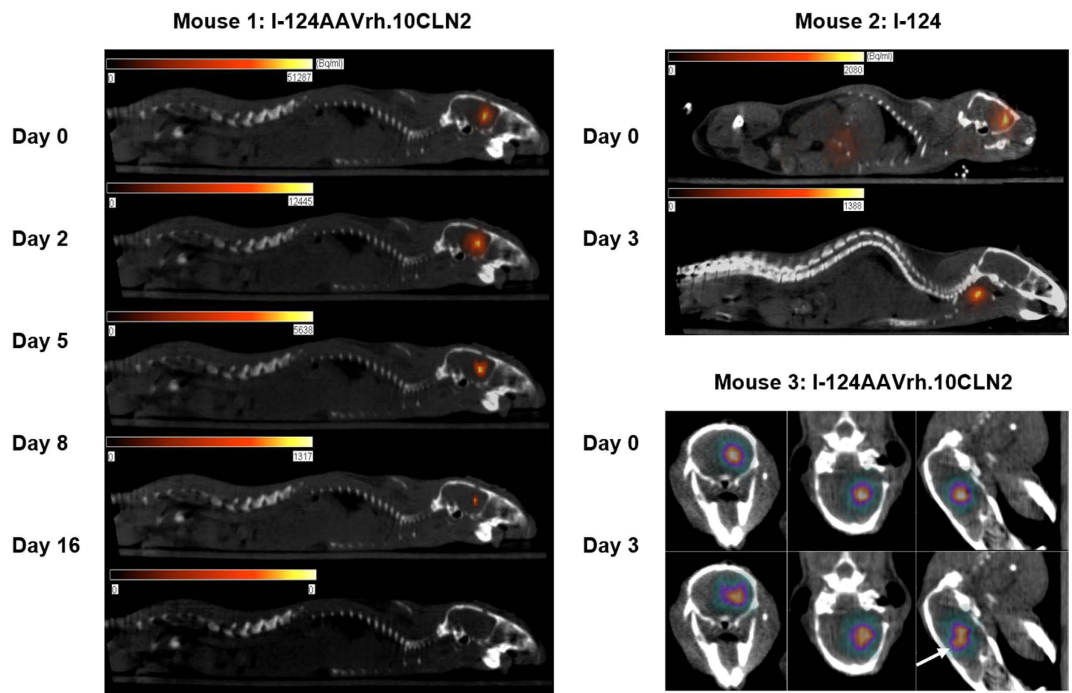 Mouse 1: I-124AAVrh.10CLN2
Day 0
(Bq/ml)
0
51287
Day 2
0
12445
Day 5
0
5638
Day 8
0
1317
Day 16
0
0
Mouse 2: I-124
Day 0
(Bq/ml)
0
2080
Day 3
0
1388
Mouse 3: I-124AAVrh.10CLN2
Day 0
Day 3